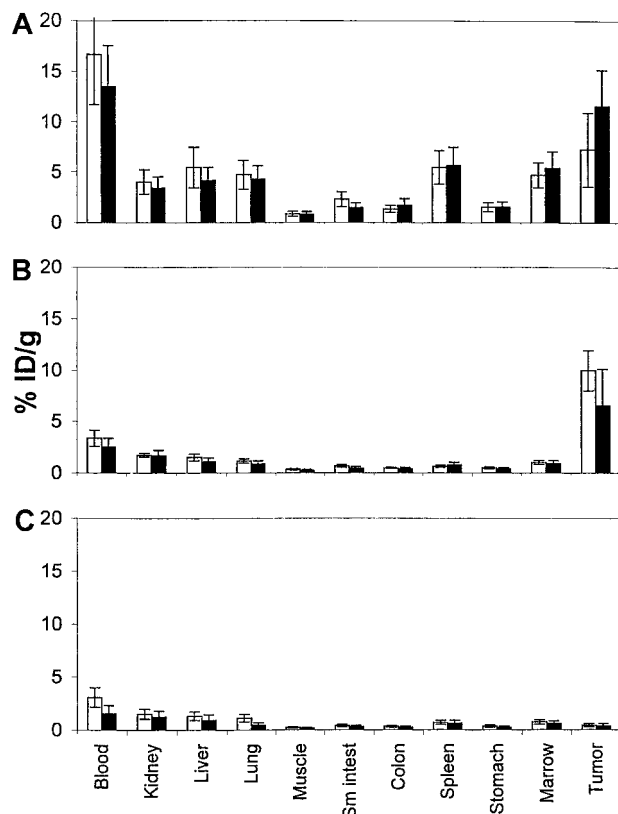 A
20
15
10
5
0
B
20
15
10
5
0
% ID/g
C
20
15
10
5
0
Blood
Kidney
Liver
Lung
Muscle
Sm intest
Colon
Spleen
Stomach
Marrow
Tumor